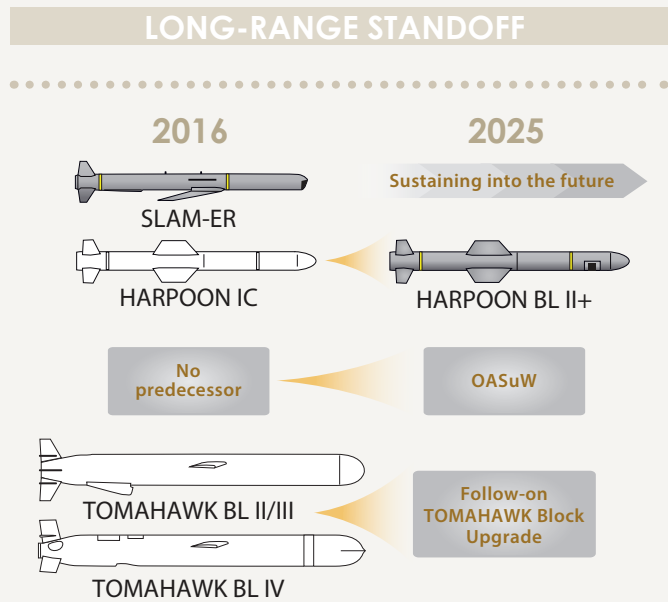 LONG-RANGE STANDOFF
2016
2025
SLAM-ER
Sustaining into the future
HARPOON IC
HARPOON BL II+
No
predecessor
OASuW
TOMAHAWK BL II/III
Follow-on
TOMAHAWK Block
Upgrade
TOMAHAWK BL IV